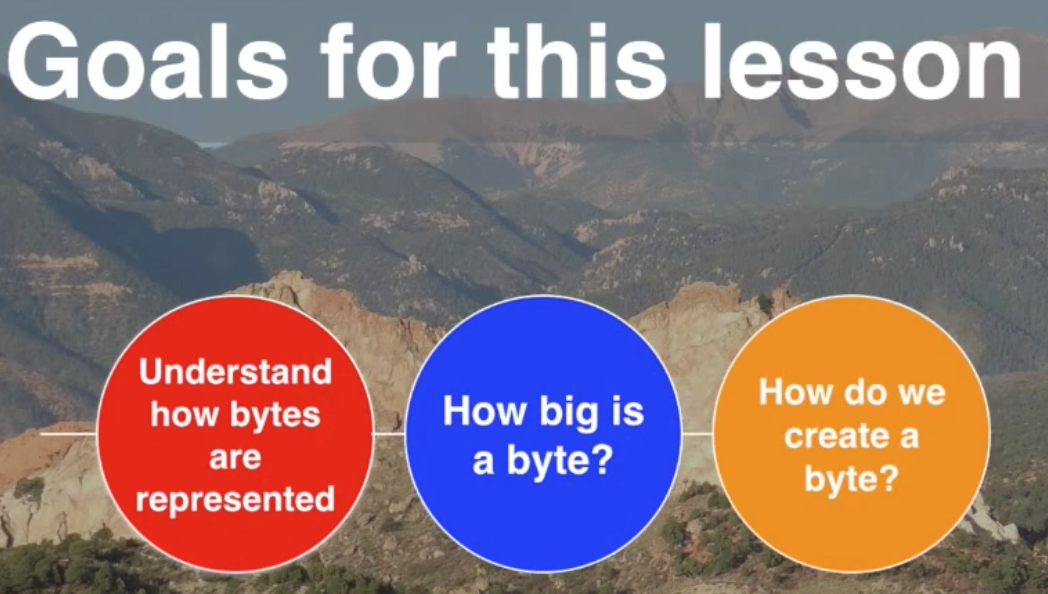 Goals for this lesson
Understand
how bytes
are
represented
How big is
a byte?
How do we
create a
byte?